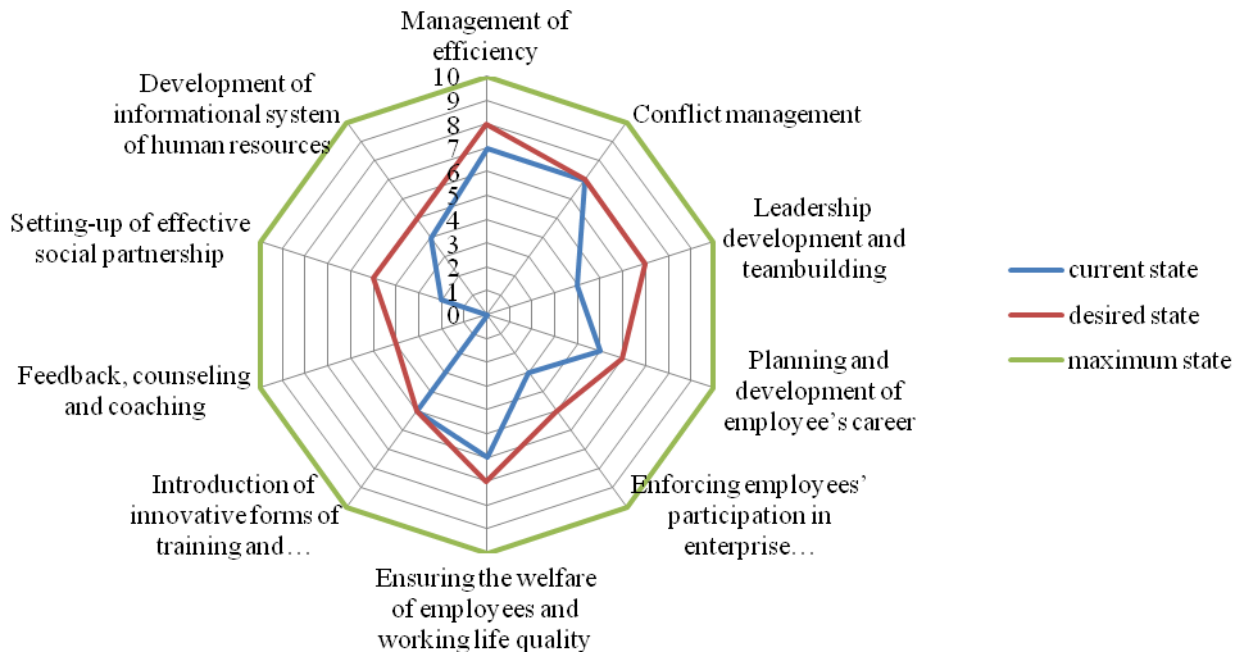 Management of
efficiency
10
9
8
7
6
5
4
3
2
1
0
Conflict management
Leadership
development and
teambuilding
Planning and
development of
employee’s career
Enforcing employees’
participation in
enterprise…
Ensuring the welfare
of employees and
working life quality
Introduction of
innovative forms of
training and…
Feedback, counseling
and coaching
Setting-up of effective
social partnership
Development of
informational system
of human resources
current state
desired state
maximum state